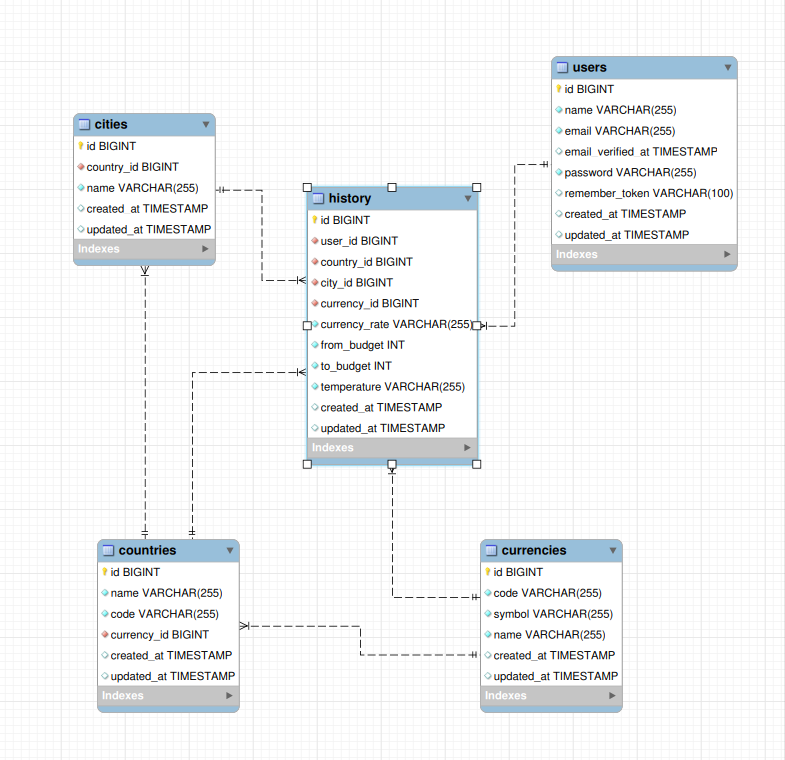 users
id BIGINT
name VARCHAR(255)
email VARCHAR(255)
email_verified_at TIMESTAMP
password VARCHAR(255)
remember_token VARCHAR(100)
created_at TIMESTAMP
updated_at TIMESTAMP
Indexes
cities
id BIGINT
country_id BIGINT
name VARCHAR(255)
created_at TIMESTAMP
updated_at TIMESTAMP
Indexes
history
id BIGINT
user_id BIGINT
country_id BIGINT
city_id BIGINT
currency_id BIGINT
currency_rate VARCHAR(255)
from_budget INT
to_budget INT
temperature VARCHAR(255)
created_at TIMESTAMP
updated_at TIMESTAMP
Indexes
countries
id BIGINT
name VARCHAR(255)
code VARCHAR(255)
currency_id BIGINT
created_at TIMESTAMP
updated_at TIMESTAMP
Indexes
currencies
id BIGINT
code VARCHAR(255)
symbol VARCHAR(255)
name VARCHAR(255)
created_at TIMESTAMP
updated_at TIMESTAMP
Indexes